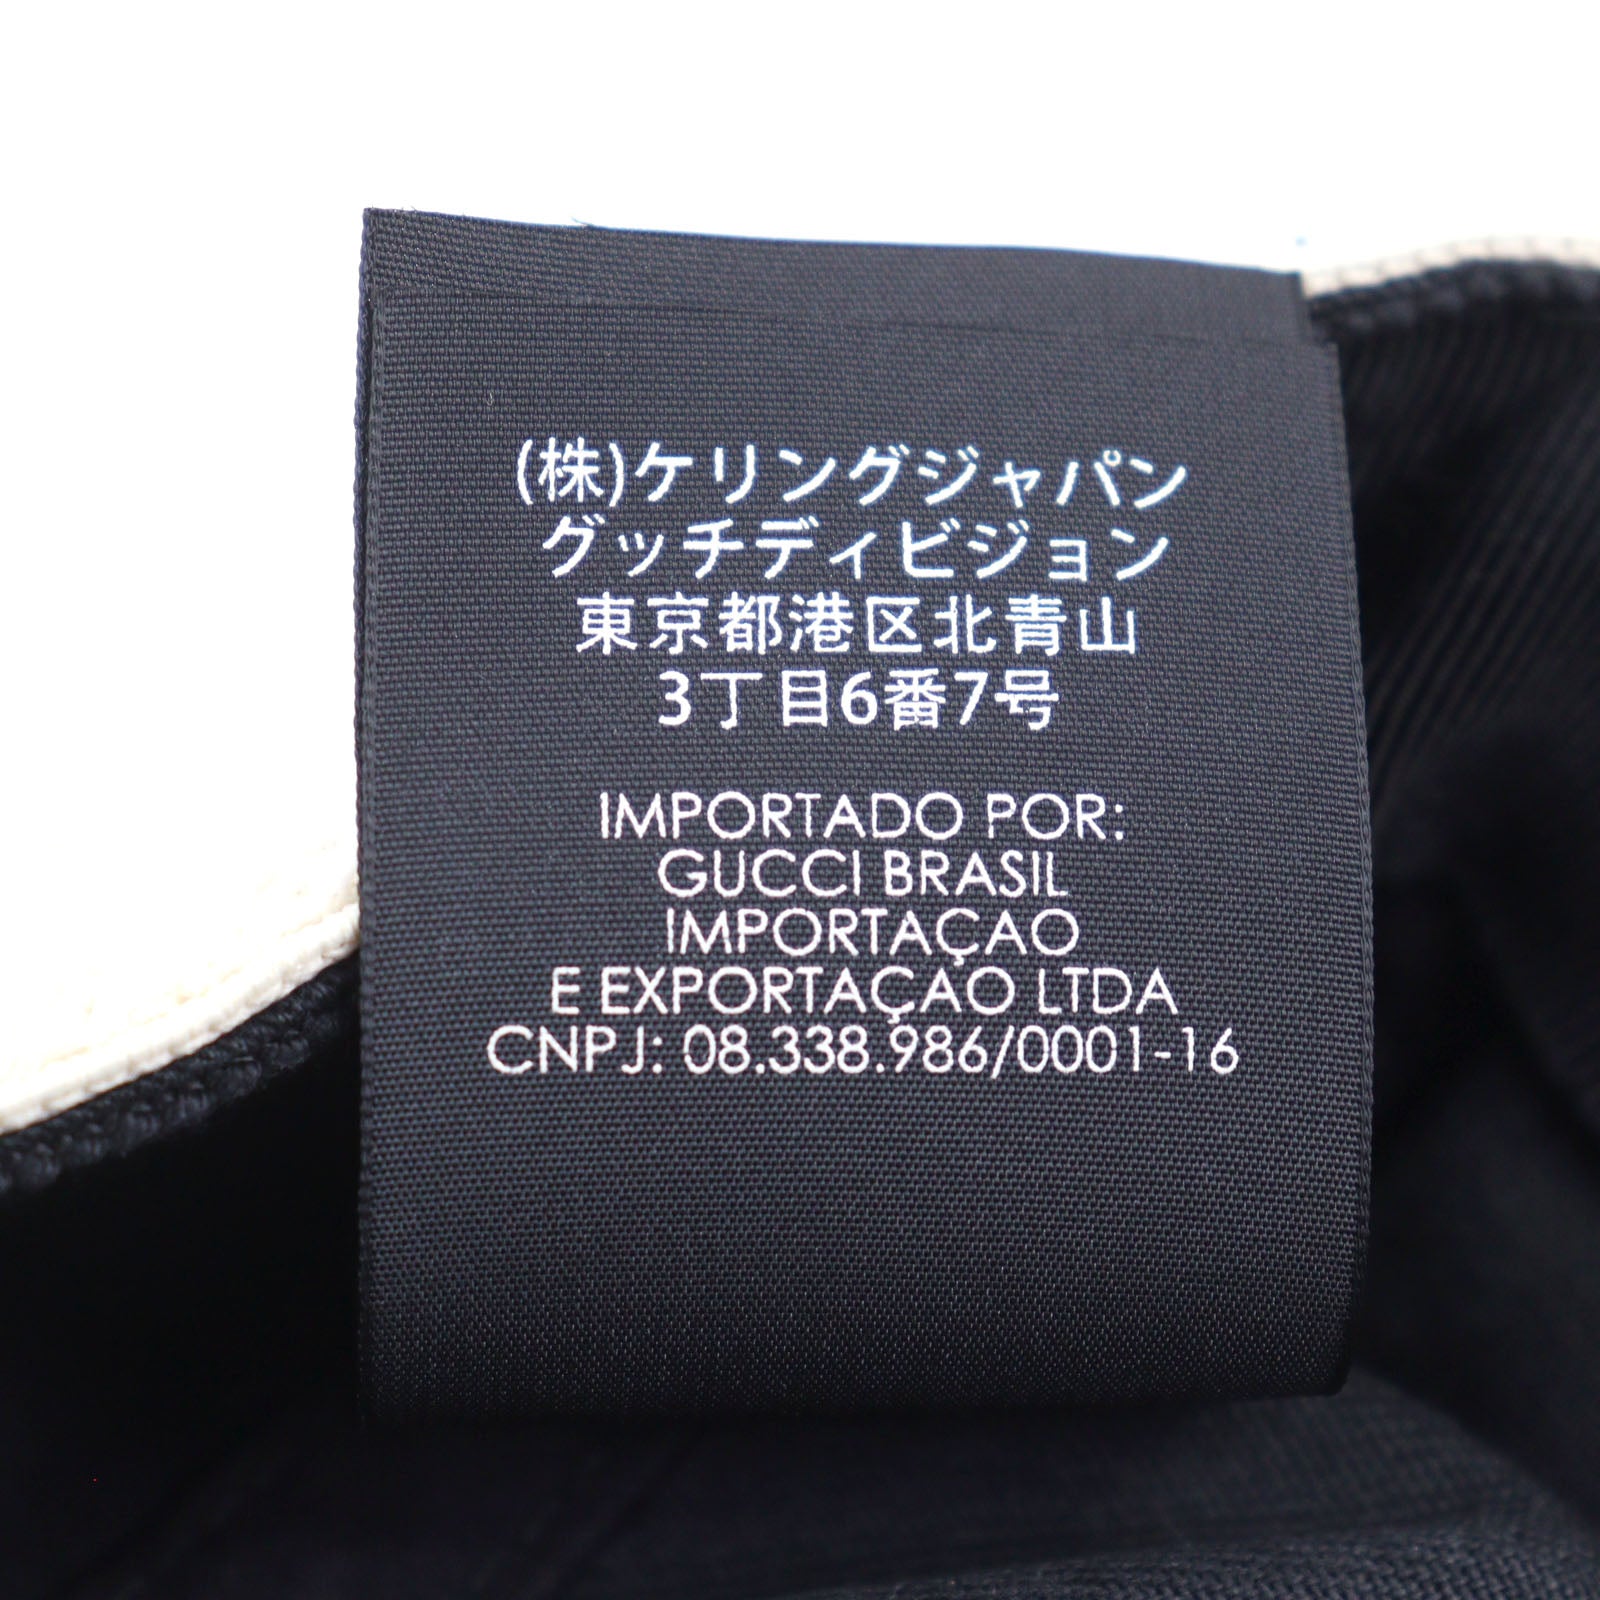 (株)ケリングジャパン
グッチディビジョン
東京都港区北青山
3丁目6番7号
IMPORTADO POR:
GUCCI BRASIL
IMPORTAÇAO
E EXPORTAÇAO LTDA
CNPJ: 08.338.986/0001-16